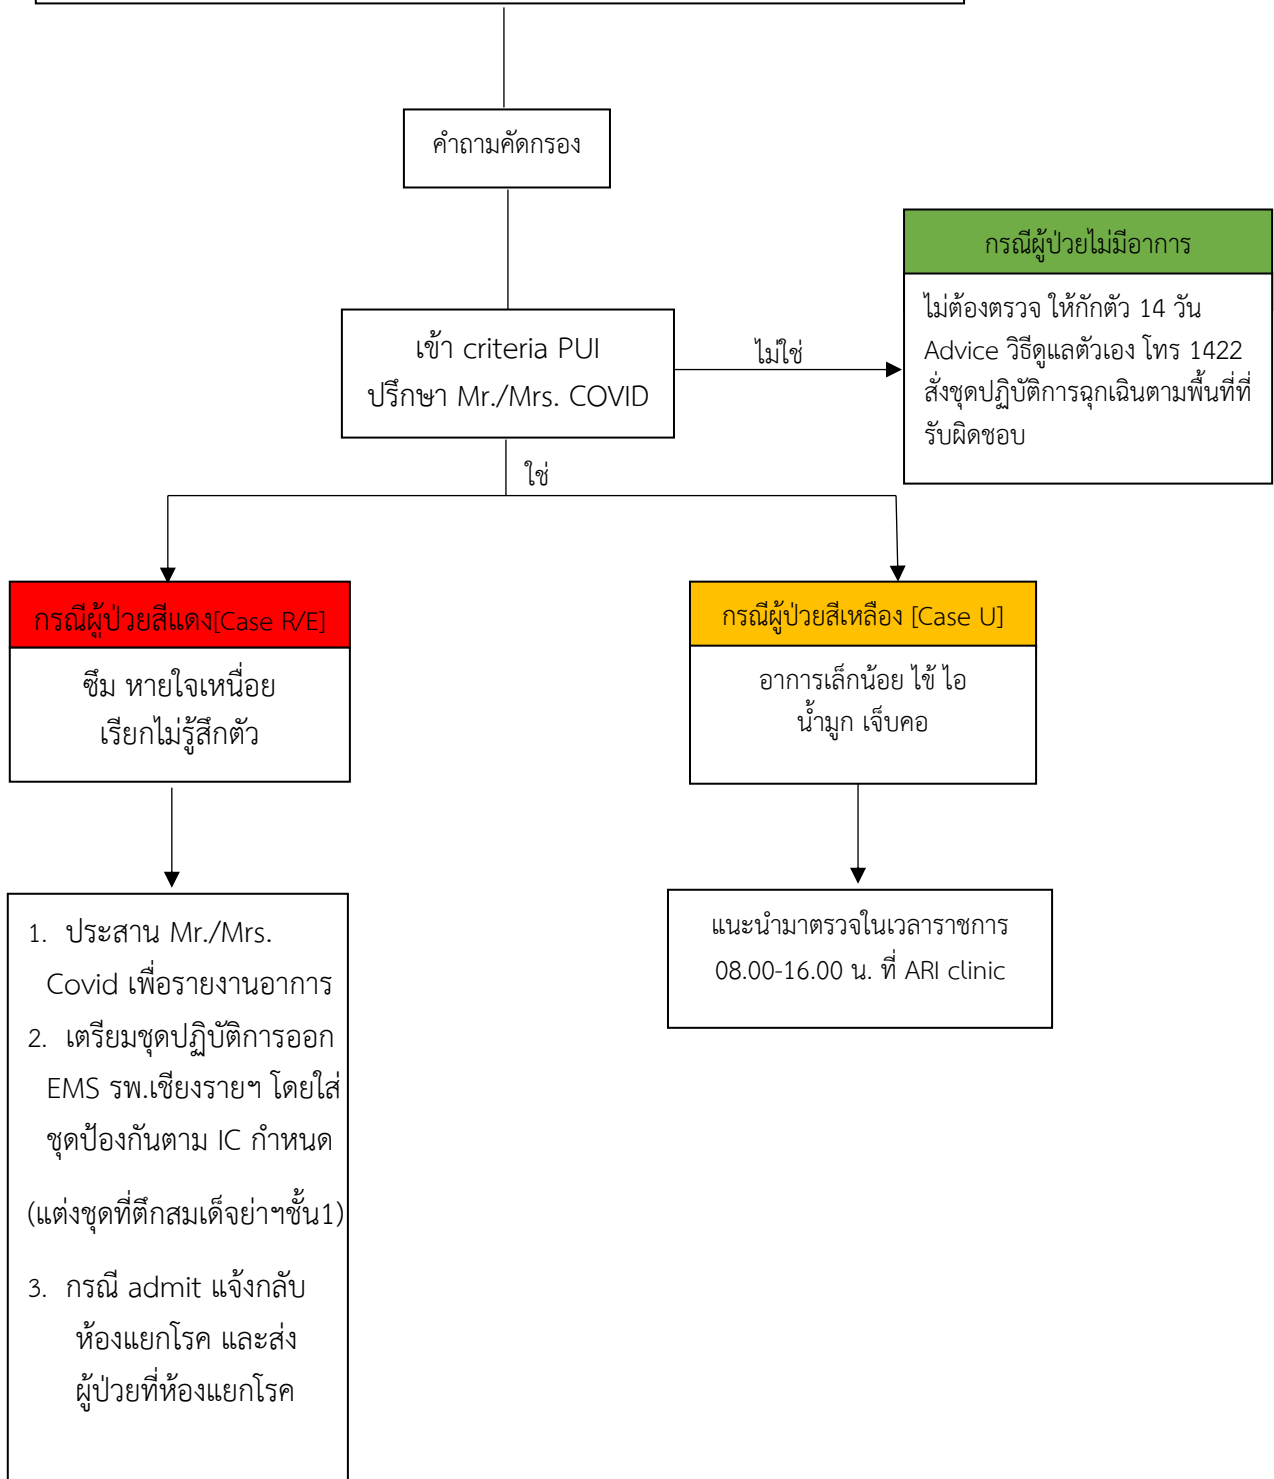 คำถามคัดกรอง
เข้า criteria PUI
ปรึกษา Mr./Mrs. COVID
ไม่ใช่
กรณีผู้ป่วยไม่มีอาการ
ไม่ต้องตรวจ ให้กักตัว 14 วัน
Advice วิธีดูแลตัวเอง โทร 1422
สั่งชุดปฏิบัติการฉุกเฉินตามพื้นที่ที่
รับผิดชอบ
ใช่
กรณีผู้ป่วยสีแดง[Case R/E]
ซึม หายใจเหนื่อย
เรียกไม่รู้สึกตัว
กรณีผู้ป่วยสีเหลือง [Case U]
อาการเล็กน้อย ไข้ ไอ
น้ำมูก เจ็บคอ
1. ประสาน Mr./Mrs.
Covid เพื่อรายงานอาการ
2. เตรียมชุดปฏิบัติการออก
EMS รพ.เชียงรายฯ โดยใส่
ชุดป้องกันตาม IC กำหนด
(แต่งชุดที่ตึกสมเด็จย่าฯชั้น1)
3. กรณี admit แจ้งกลับ
ห้องแยกโรค และส่ง
ผู้ป่วยที่ห้องแยกโรค
แนะนำมาตรวจในเวลาราชการ
08.00-16.00 น. ที่ ARI clinic